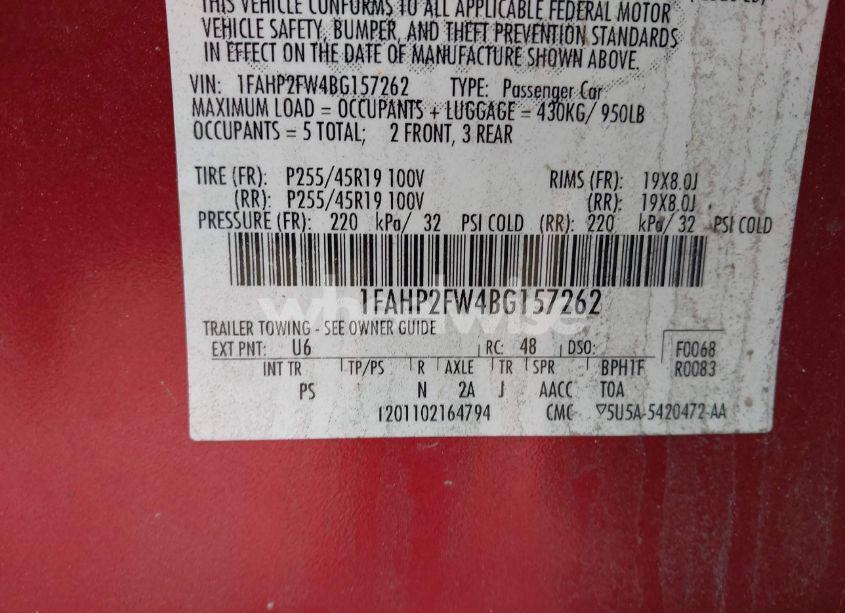 THIS VEHICLE CONFORMS TO ALL APPLICABLE FEDERAL MOTOR
VEHICLE SAFETY, BUMPER, AND THEFT PREVENTION STANDARDS
IN EFFECT ON THE DATE OF MANUFACTURE SHOWN ABOVE.
VIN: 1FAHP2FW4BG157262 TYPE: Passenger Car
MAXIMUM LOAD = OCCUPANTS + LUGGAGE = 430KG/ 950LB
OCCUPANTS = 5 TOTAL; 2 FRONT, 3 REAR
TIRE (FR): P255/45R19 100V RIMS (FR): 19X8.0J
(RR): P255/45R19 100V (RR): 19X8.0J
PRESSURE (FR): 220 kPa/ 32 PSI COLD (RR): 220 kPa/ 32 PSI COLD
1FAHP2FW4BG157262
wheelwise
TRAILER TOWING - SEE OWNER GUIDE
EXT PNT: U6 RC: 48 DSO: F0068
INT TR TP/PS R AXLE TR SPR BPH1F R0083
PS N 2A J AACC TOA
I201102164794 CMC ▽5U5A-5420472-AA